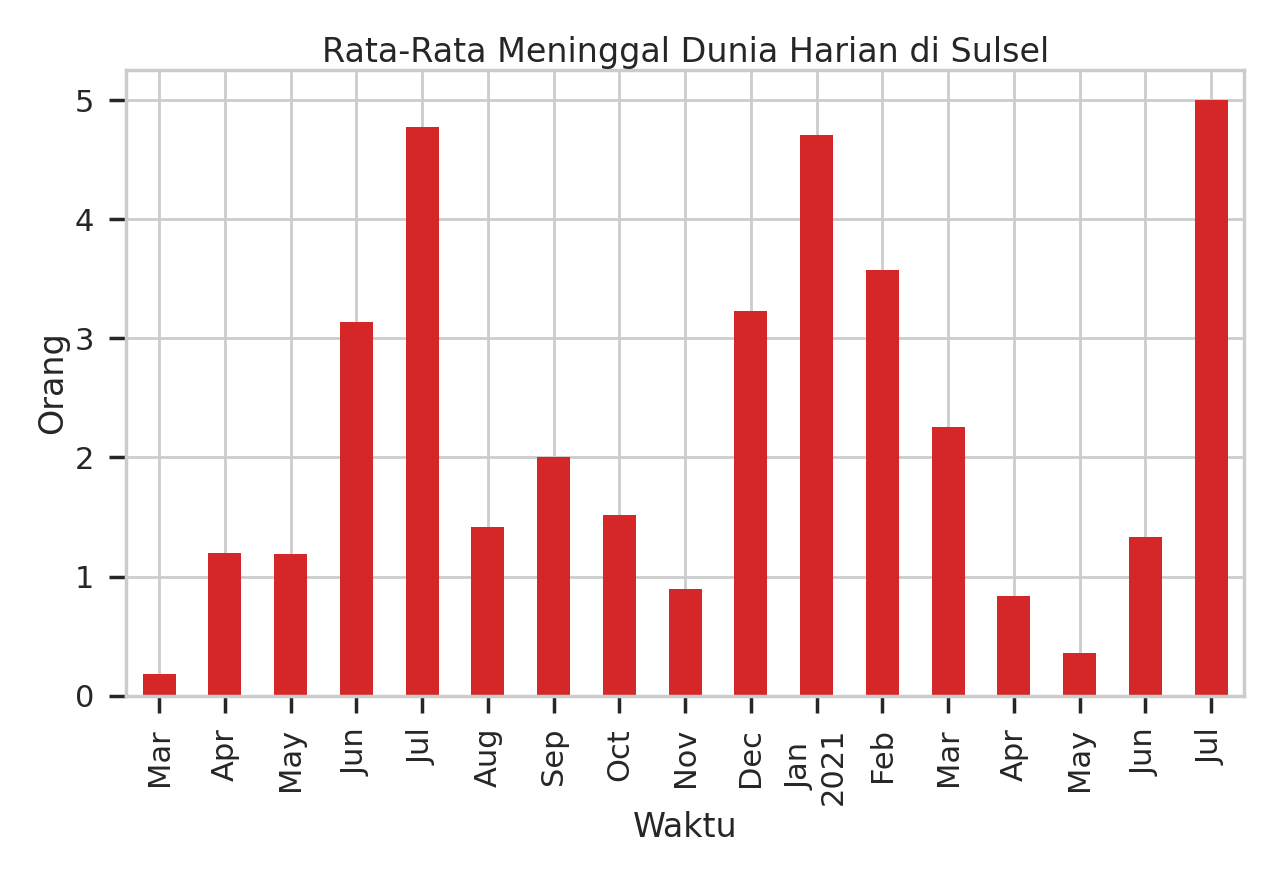 Rata-Rata Meninggal Dunia Harian di Sulsel
Orang
5
4
3
2
1
0
Mar
Apr
May
Jun
Jul
Aug
Sep
Oct
Nov
Dec
Jan
2021
Feb
Mar
Apr
May
Jun
Jul
Waktu